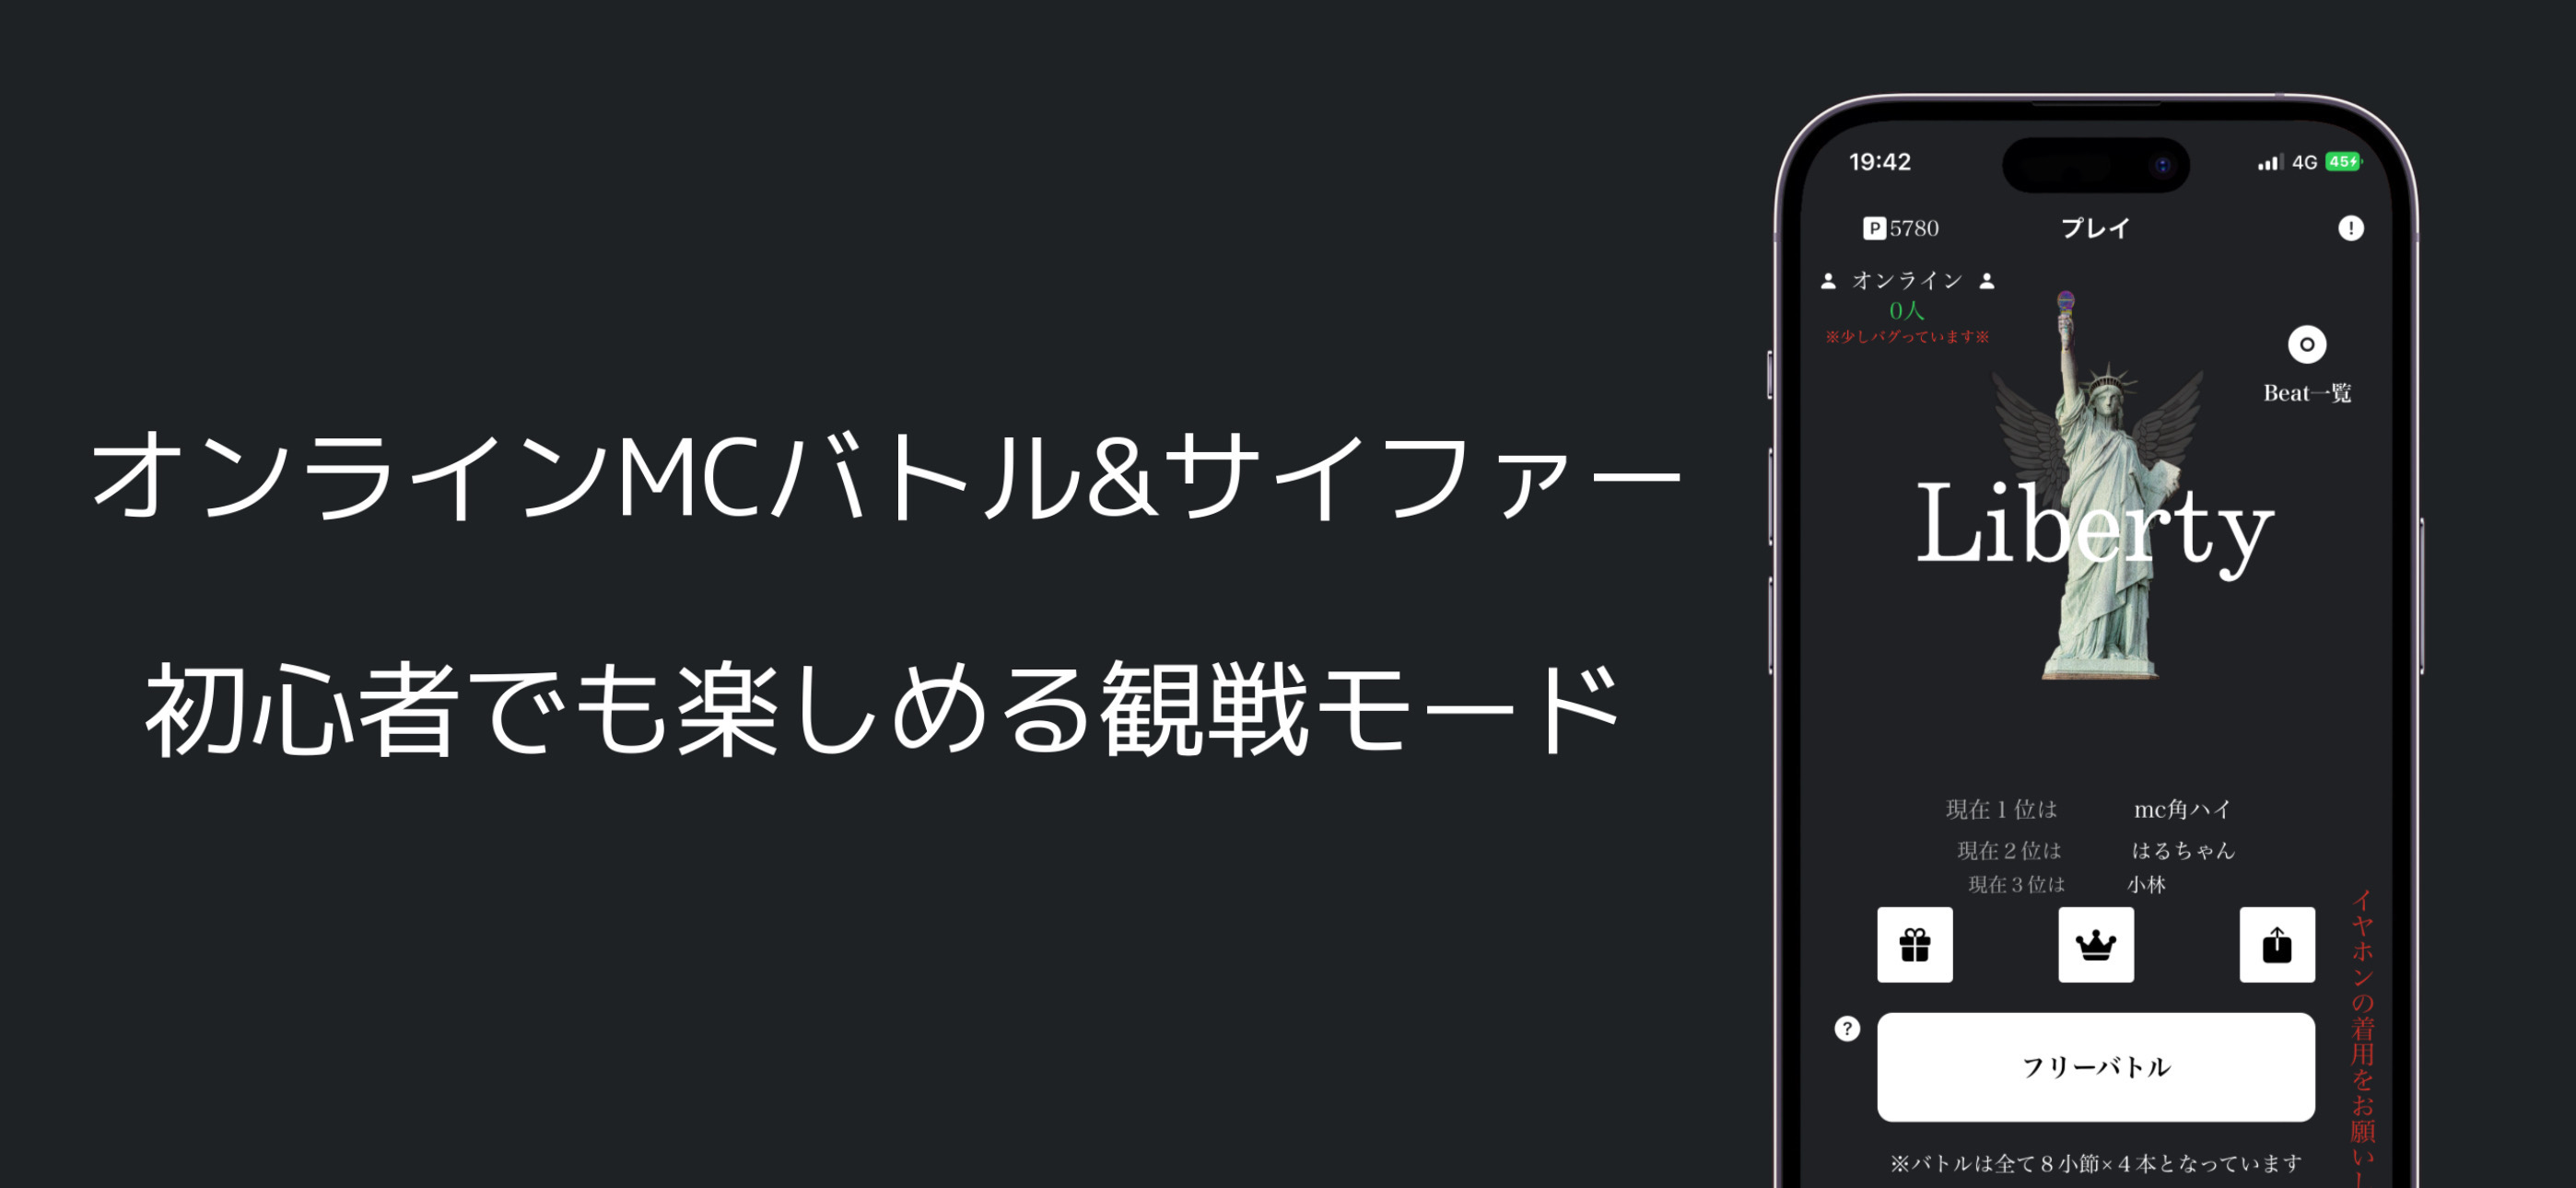 オンラインMCバトル&サイファー
初心者でも楽しめる観戦モード
19:42
4G 45
P 5780
プレイ
!
オンライン
0人
※少しバグっています※
Beat一覧
Liberty
現在1位は mc角ハイ
現在2位は はるちゃん
現在3位は 小林
イヤホンの着用をお願いし
?
フリーバトル
※バトルは全て8小節×4本となっています